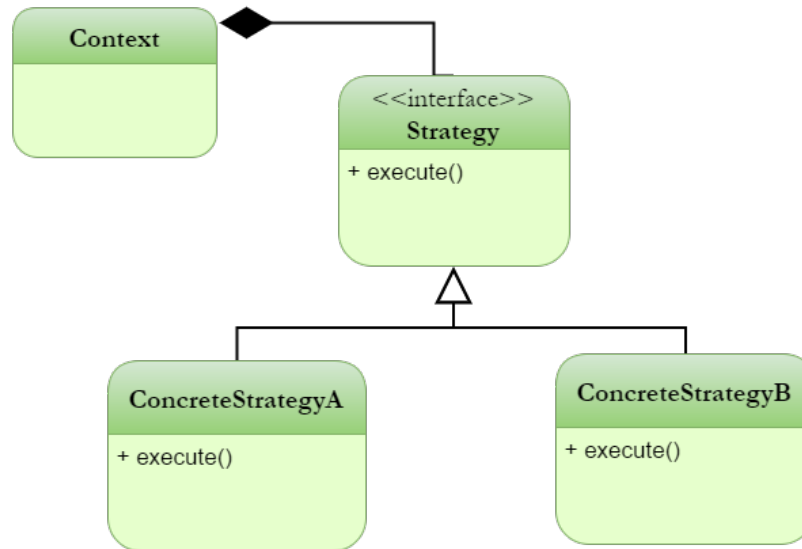 Context
<<interface>>
Strategy
+ execute()
ConcreteStrategyA
+ execute()
ConcreteStrategyB
+ execute()